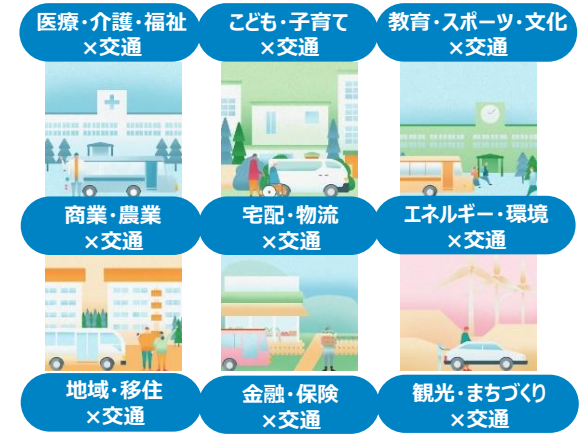 医療・介護・福祉
×交通
こども・子育て
×交通
教育・スポーツ・文化
×交通
商業・農業
×交通
宅配・物流
×交通
エネルギー・環境
×交通
地域・移住
×交通
金融・保険
×交通
観光・まちづくり
×交通